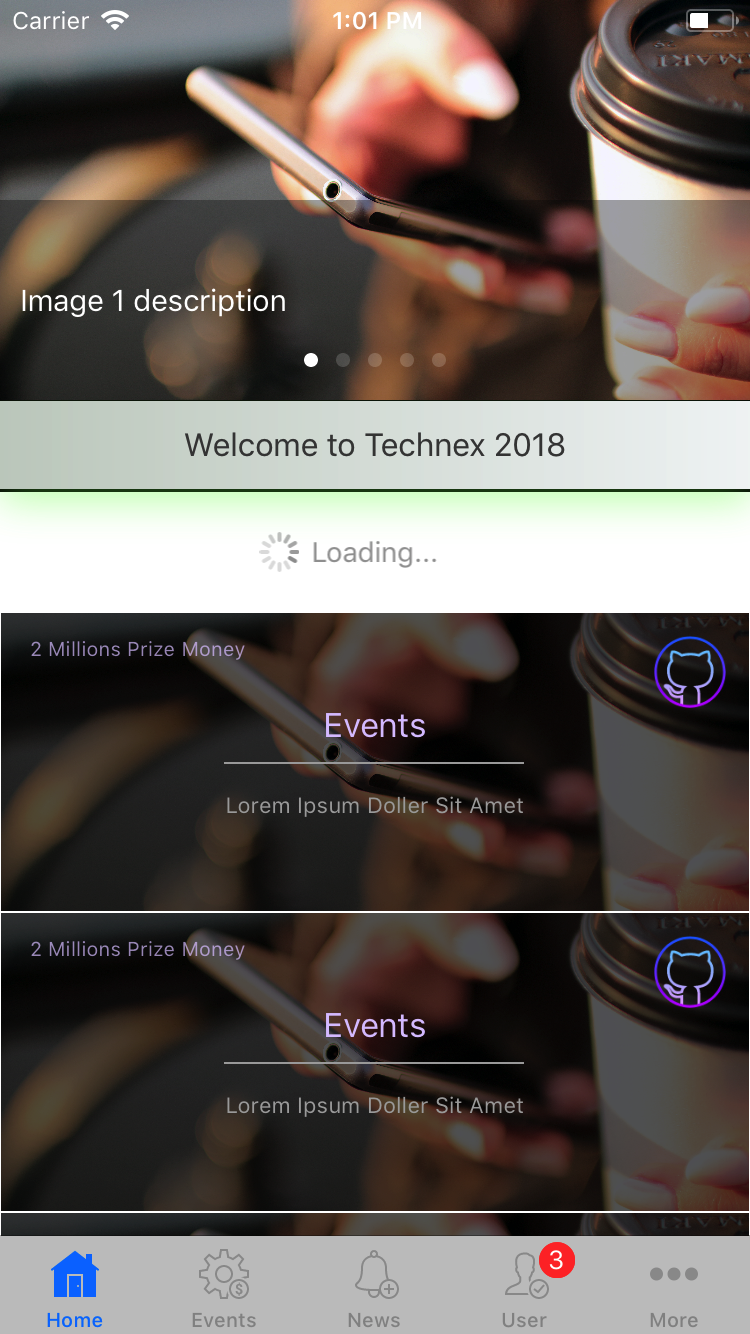 Carrier 1:01 PM
Image 1 description
Welcome to Technex 2018
Loading...
2 Millions Prize Money
Events
Lorem Ipsum Doller Sit Amet
2 Millions Prize Money
Events
Lorem Ipsum Doller Sit Amet
3
Home Events News User More